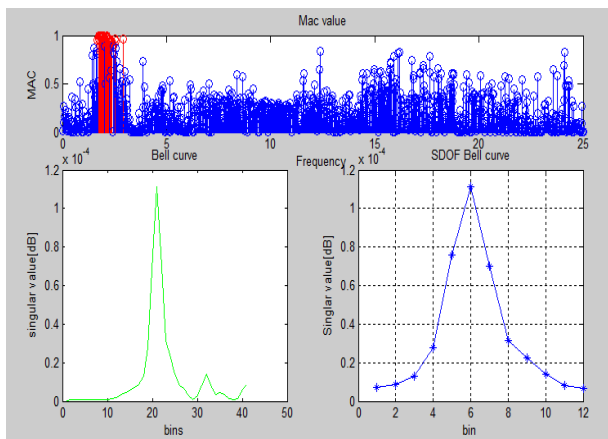 Mac value
MAC
1
0.5
0
0 5 10 15 20 25
Frequency
x 10-4
Bell curve
singular value[dB]
1.2
1
0.8
0.6
0.4
0.2
0
0 10 20 30 40 50
bins
x 10-4
SDOF Bell curve
Singlar value[dB]
1.2
1
0.8
0.6
0.4
0.2
0
0 2 4 6 8 10 12
bin